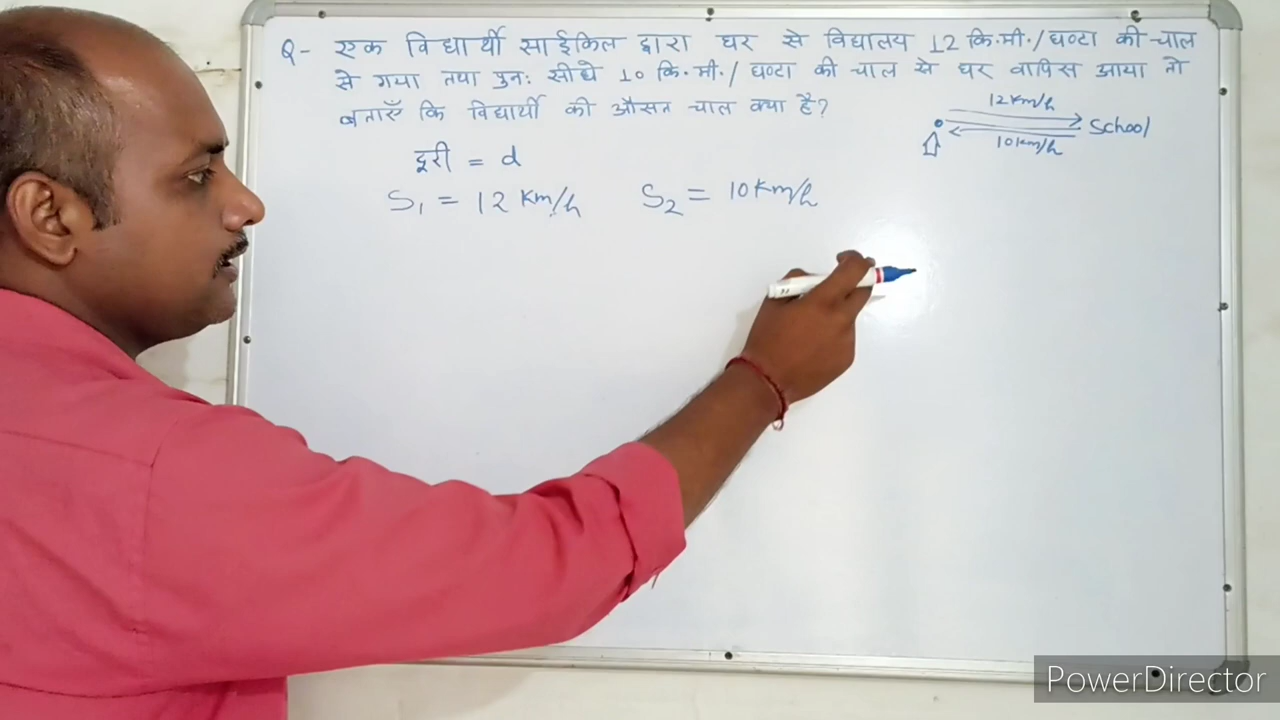 Q- एक विद्यार्थी साईकिल द्वारा घर से विद्यालय 12 कि.मी./घण्टा की चाल
से गया तथा पुनः सीधे 10 कि.मी./घण्टा की चाल से घर वापिस आया तो
बताएँ कि विद्यार्थी की औसत चाल क्या है?
12 Km/h
School
10 km/h
दूरी = d
S1 = 12 Km/h S2 = 10 Km/h
PowerDirector